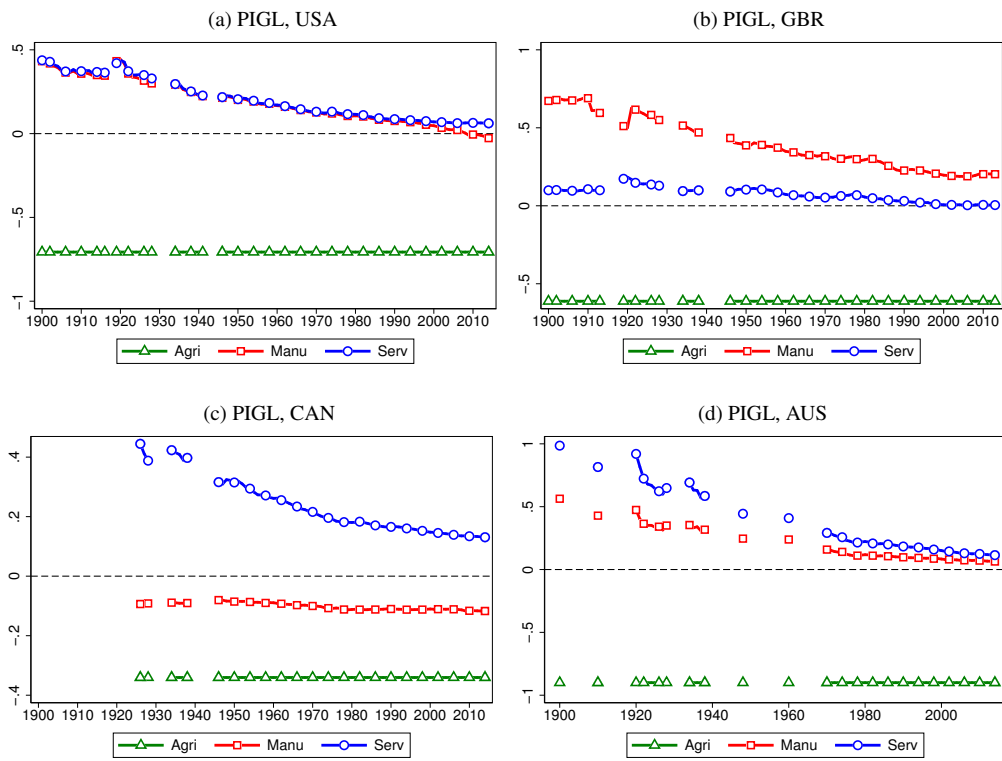 (a) PIGL, USA
.5
0
-.5
-1
1900 1910 1920 1930 1940 1950 1960 1970 1980 1990 2000 2010
Agri Manu Serv
(b) PIGL, GBR
1
.5
0
-.5
1900 1910 1920 1930 1940 1950 1960 1970 1980 1990 2000 2010
Agri Manu Serv
(c) PIGL, CAN
.4
.2
0
-.2
-.4
1900 1910 1920 1930 1940 1950 1960 1970 1980 1990 2000 2010
Agri Manu Serv
(d) PIGL, AUS
1
.5
0
-.5
-1
1900 1920 1940 1960 1980 2000
Agri Manu Serv